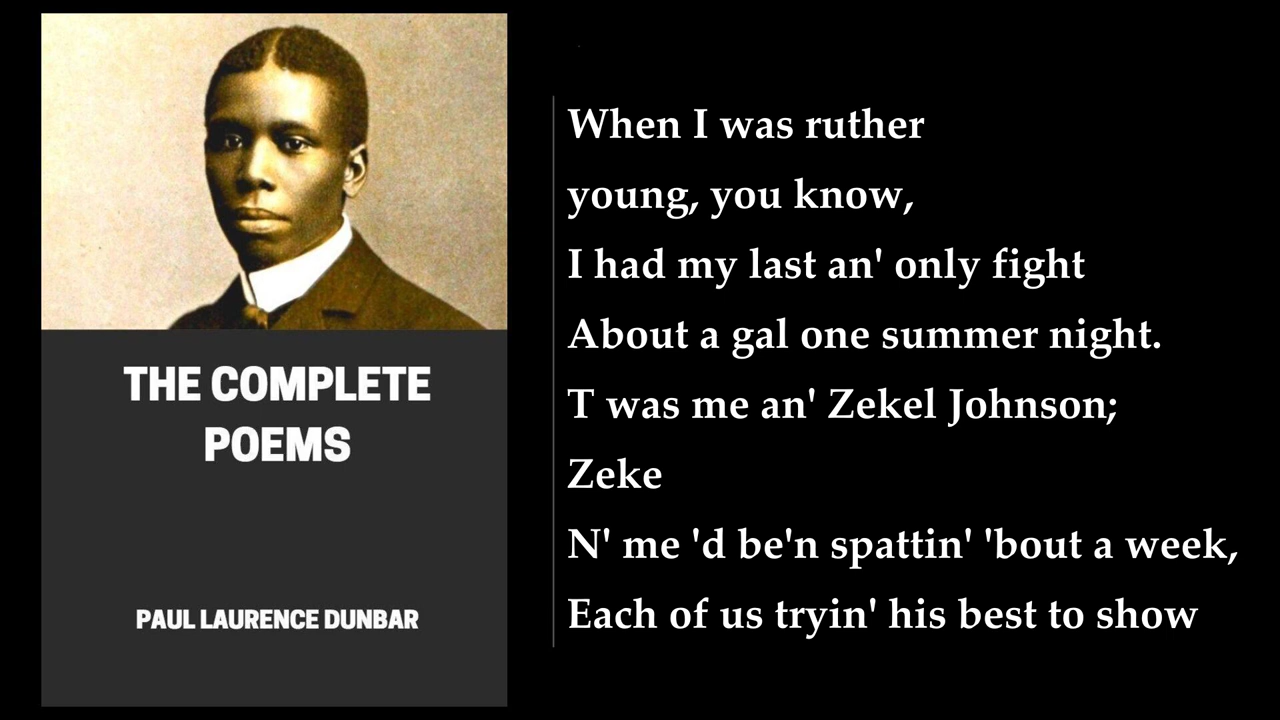 THE COMPLETE
POEMS
PAUL LAURENCE DUNBAR
When I was ruther
young, you know,
I had my last an' only fight
About a gal one summer night.
T was me an' Zekel Johnson;
Zeke
N' me 'd be'n spattin' 'bout a week,
Each of us tryin' his best to show